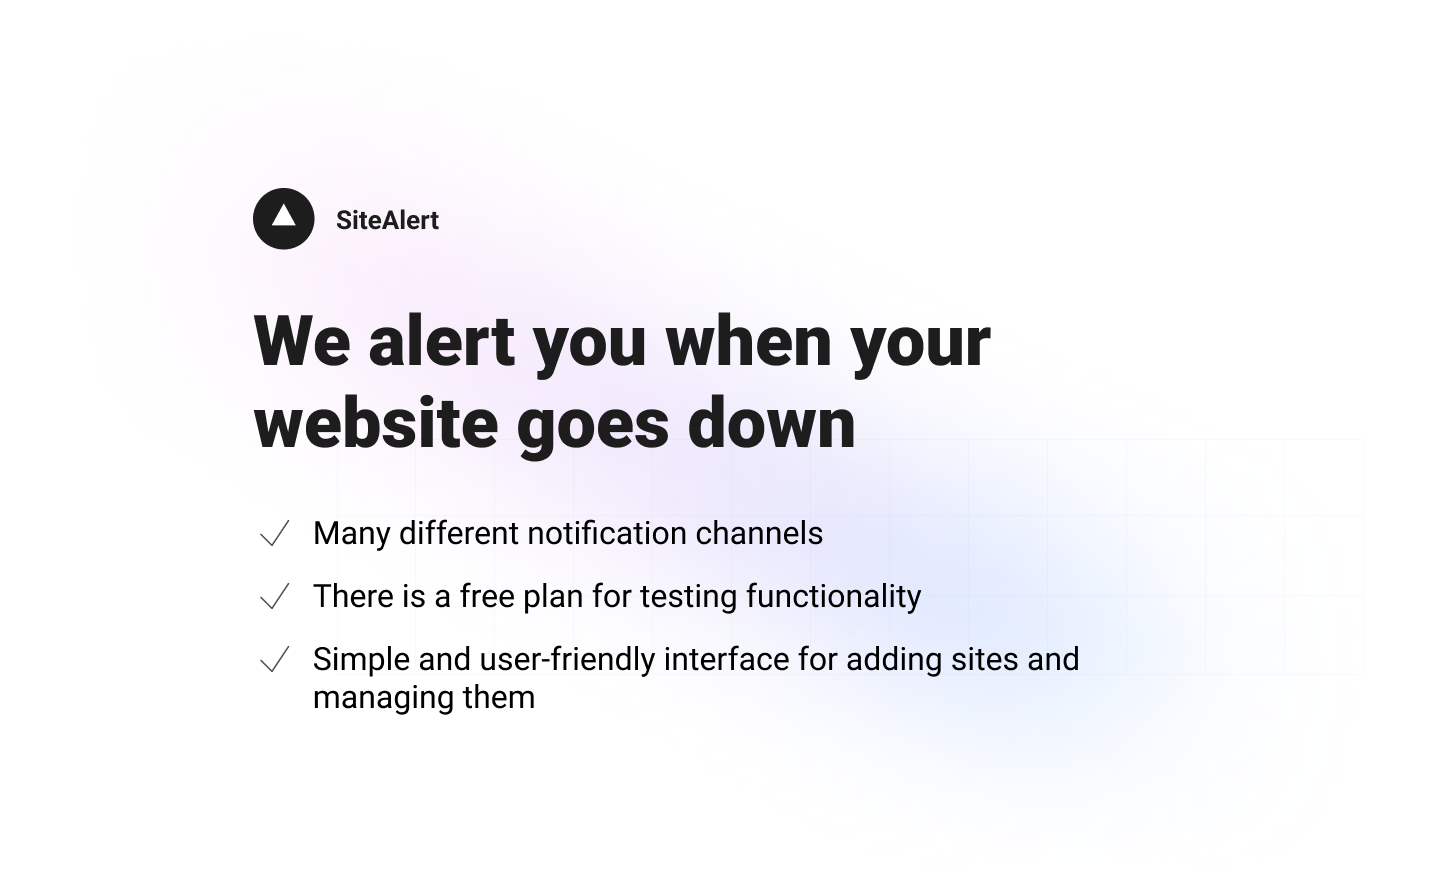 SiteAlert
We alert you when your
website goes down
Many different notification channels
There is a free plan for testing functionality
Simple and user-friendly interface for adding sites and
managing them